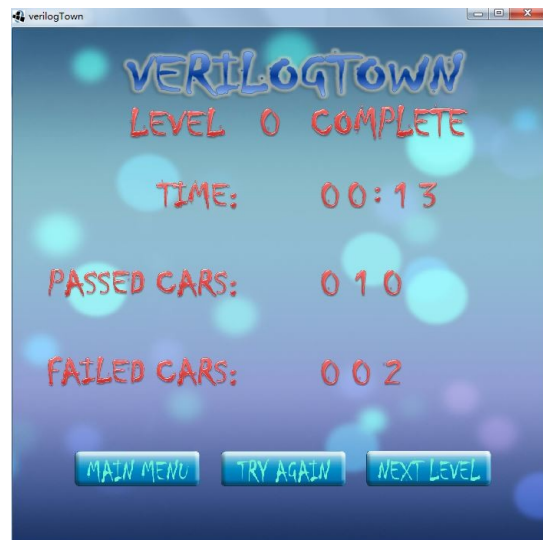 verilogTown
VERILOGTOWN
LEVEL 0 COMPLETE
TIME: 00:13
PASSED CARS: 010
FAILED CARS: 002
MAIN MENU TRY AGAIN NEXT LEVEL